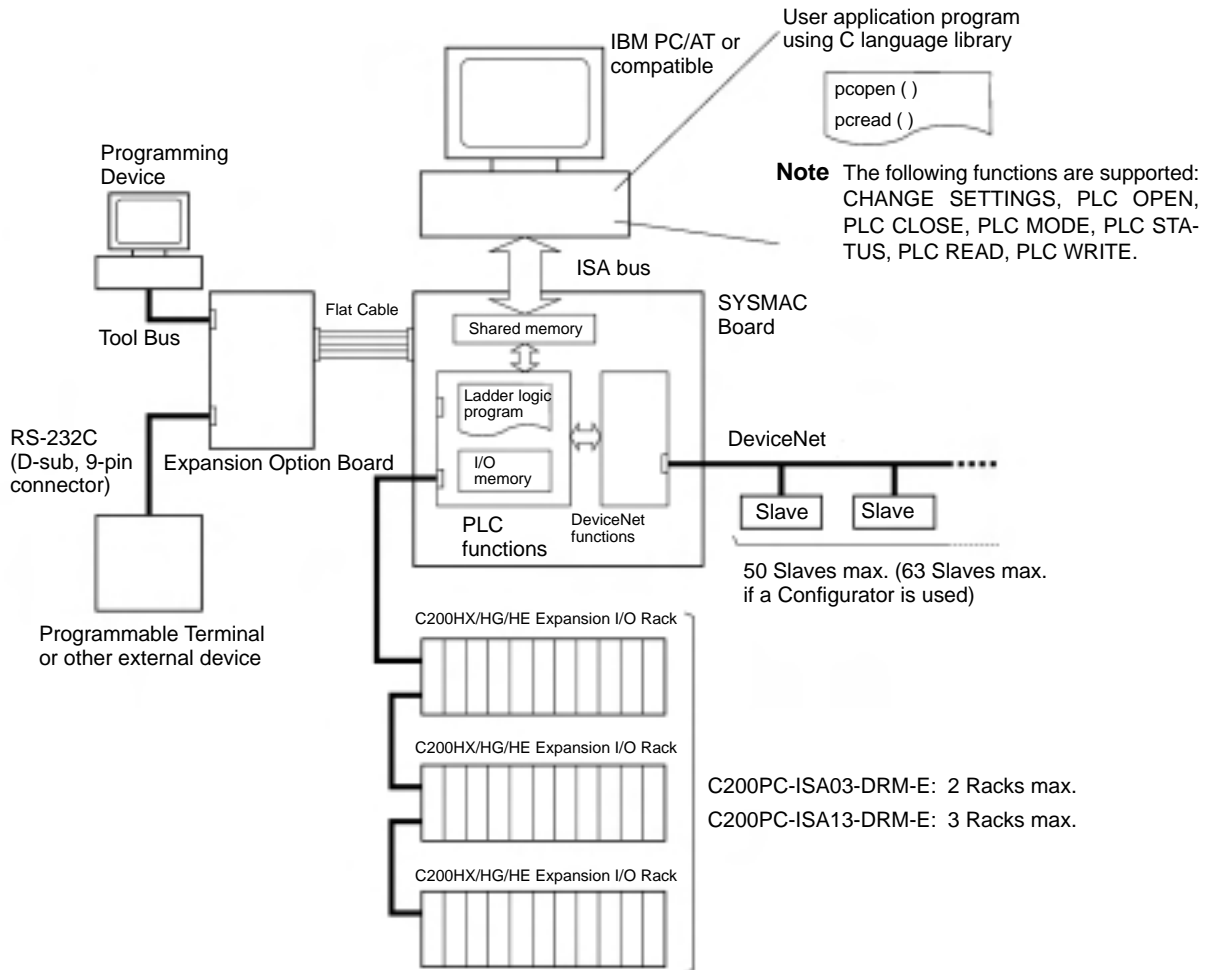 User application program
using C language library
IBM PC/AT or
compatible
pcopen ( )
pcread ( )
Note The following functions are supported:
CHANGE SETTINGS, PLC OPEN,
PLC CLOSE, PLC MODE, PLC STA-
TUS, PLC READ, PLC WRITE.
Programming
Device
ISA bus
Tool Bus
Flat Cable
SYSMAC
Board
Shared memory
Ladder logic
program
I/O
memory
PLC
functions
DeviceNet
functions
RS-232C
(D-sub, 9-pin
connector)
Expansion Option Board
DeviceNet
Slave
Slave
50 Slaves max. (63 Slaves max.
if a Configurator is used)
Programmable Terminal
or other external device
C200HX/HG/HE Expansion I/O Rack
C200HX/HG/HE Expansion I/O Rack
C200PC-ISA03-DRM-E: 2 Racks max.
C200PC-ISA13-DRM-E: 3 Racks max.
C200HX/HG/HE Expansion I/O Rack